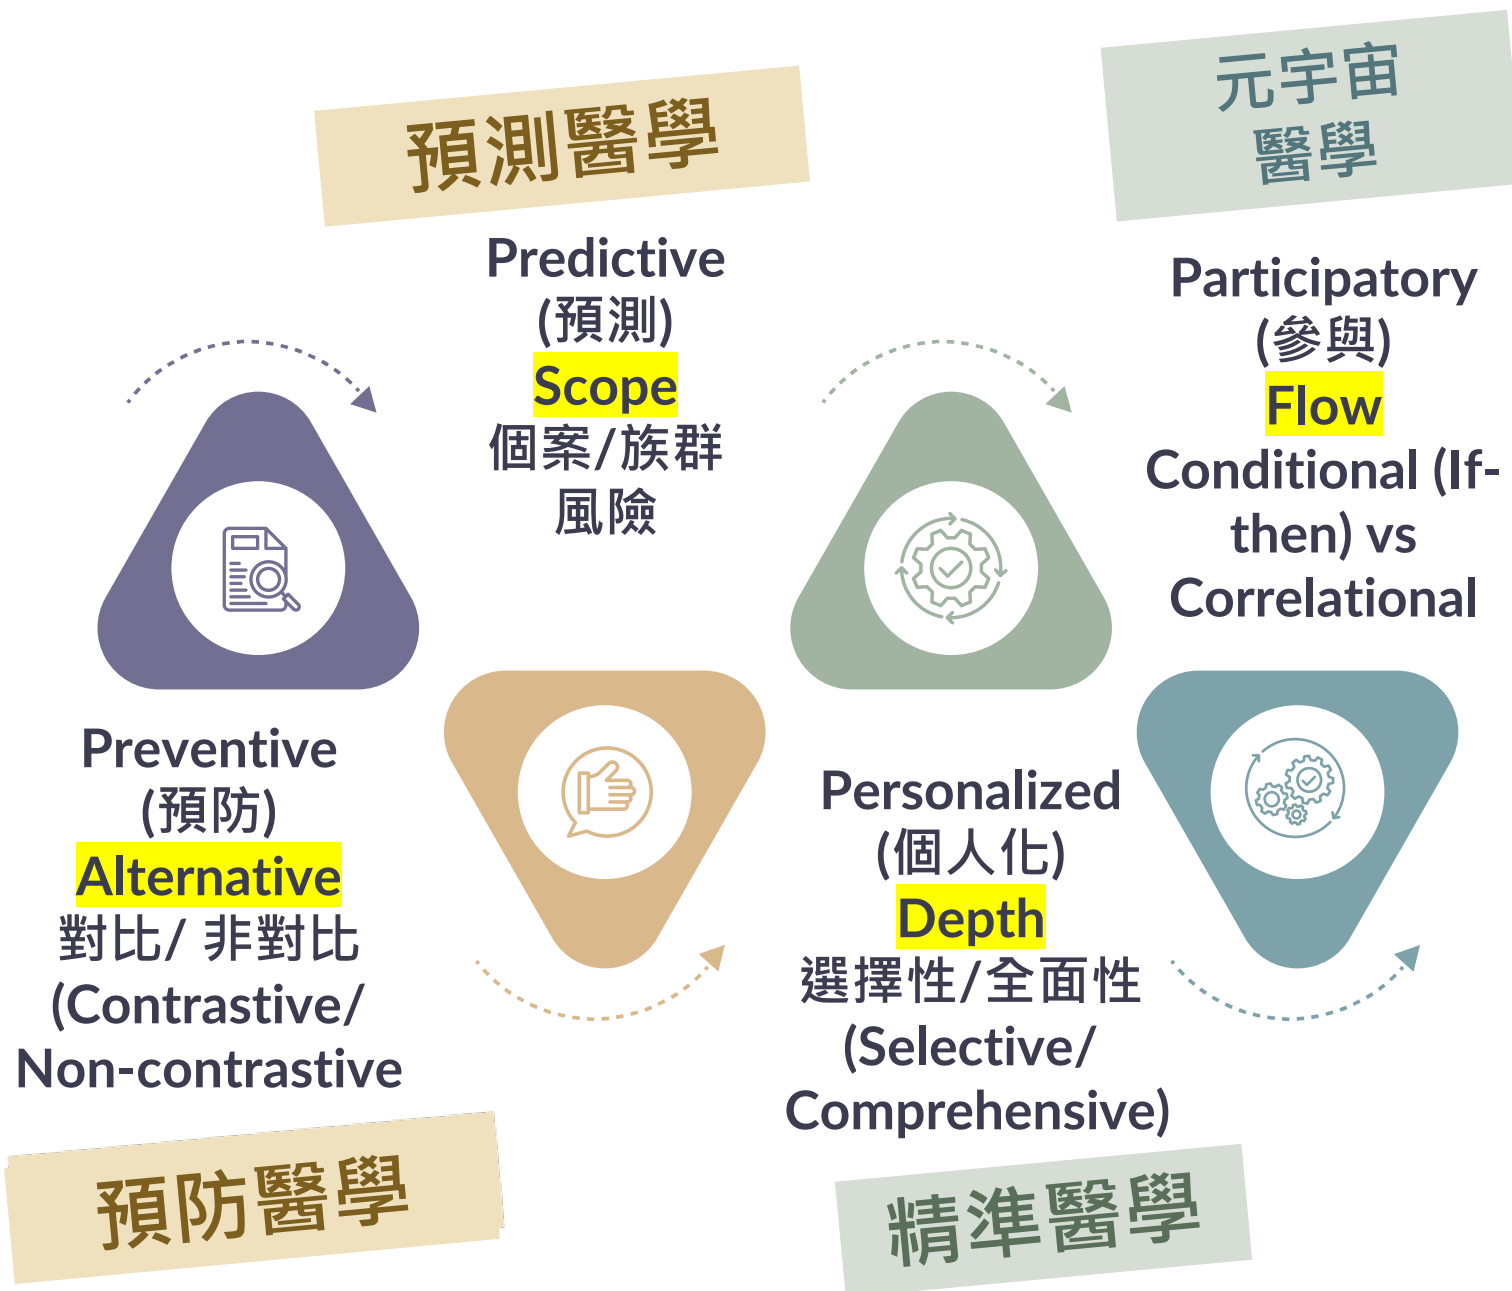 預測醫學
元宇宙
醫學
Predictive
(預測)
Scope
個案/族群
風險
Participatory
(參與)
Flow
Conditional (If-
then) vs
Correlational
Preventive
(預防)
Alternative
對比/ 非對比
(Contrastive/
Non-contrastive
預防醫學
Personalized
(個人化)
Depth
選擇性/全面性
(Selective/
Comprehensive)
精準醫學